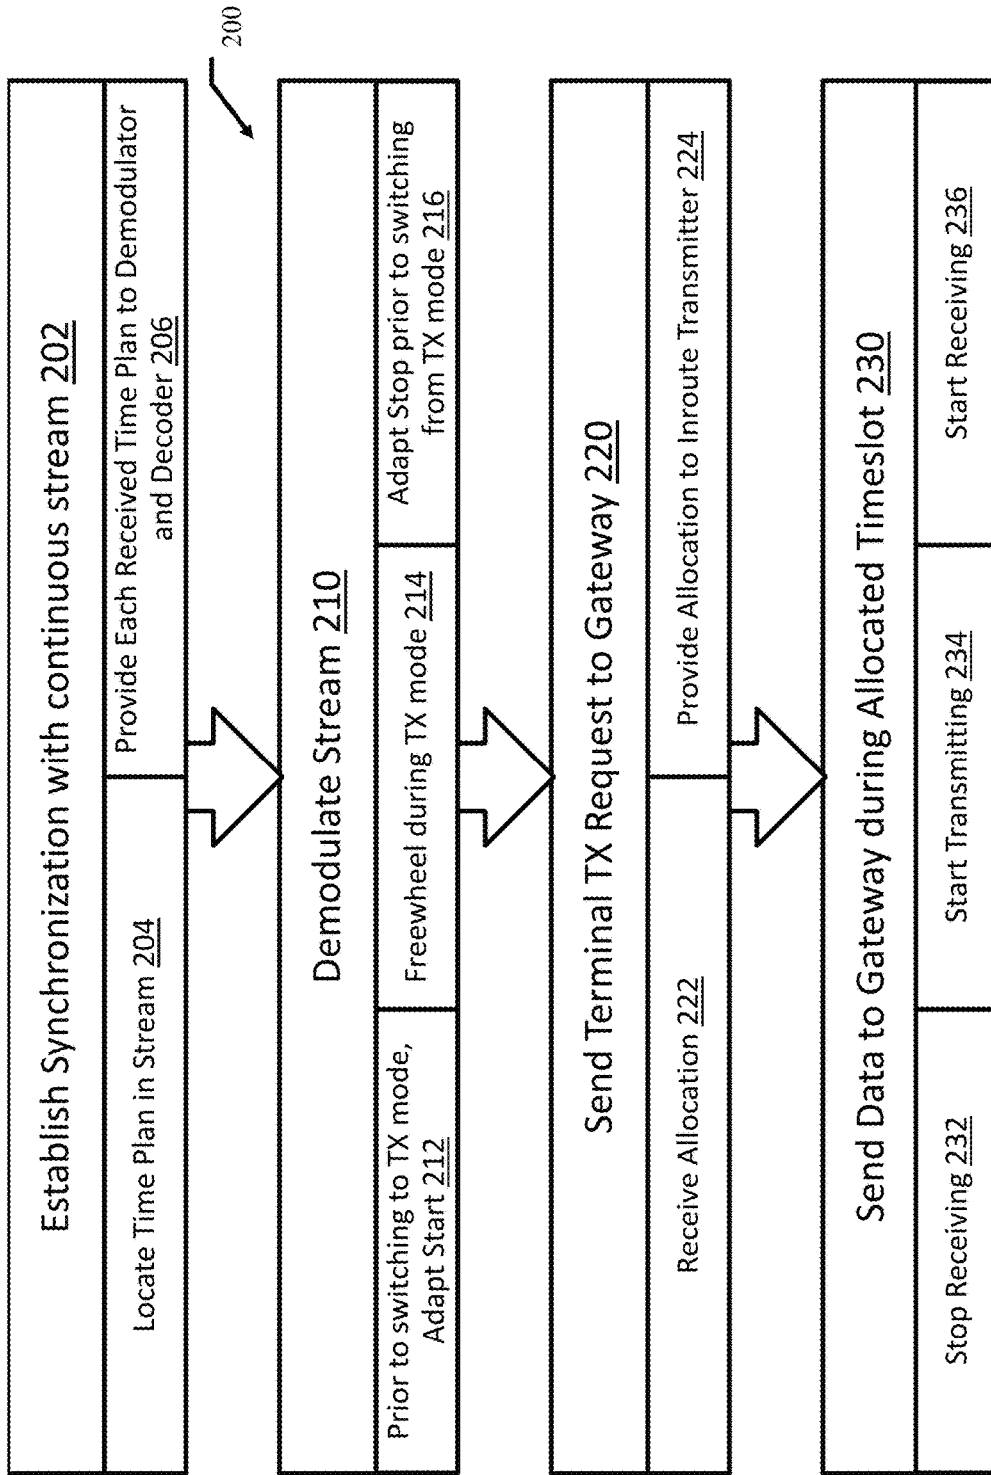 200
Establish Synchronization with continuous stream 202
Locate Time Plan in Stream 204
Provide Each Received Time Plan to Demodulator
and Decoder 206
Demodulate Stream 210
Prior to switching to TX mode,
Adapt Start 212
Freewheel during TX mode 214
Adapt Stop prior to switching
from TX mode 216
Send Terminal TX Request to Gateway 220
Receive Allocation 222
Provide Allocation to Inroute Transmitter 224
Send Data to Gateway during Allocated Timeslot 230
Stop Receiving 232
Start Transmitting 234
Start Receiving 236